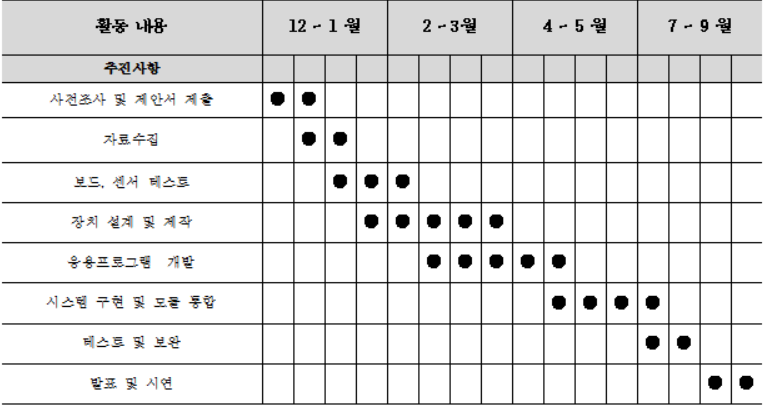 활동 내용 12 - 1 월 2 - 3월 4 - 5 월 7 - 9 월
추진사항
사전조사 및 제안서 제출 ● ●
자료수집 ● ●
보드, 센서 테스트 ● ● ●
장치 설계 및 제작 ● ● ● ● ●
응용프로그램 개발 ● ● ● ● ●
시스템 구현 및 모듈 통합 ● ● ● ●
테스트 및 보완 ● ●
발표 및 시연 ● ●